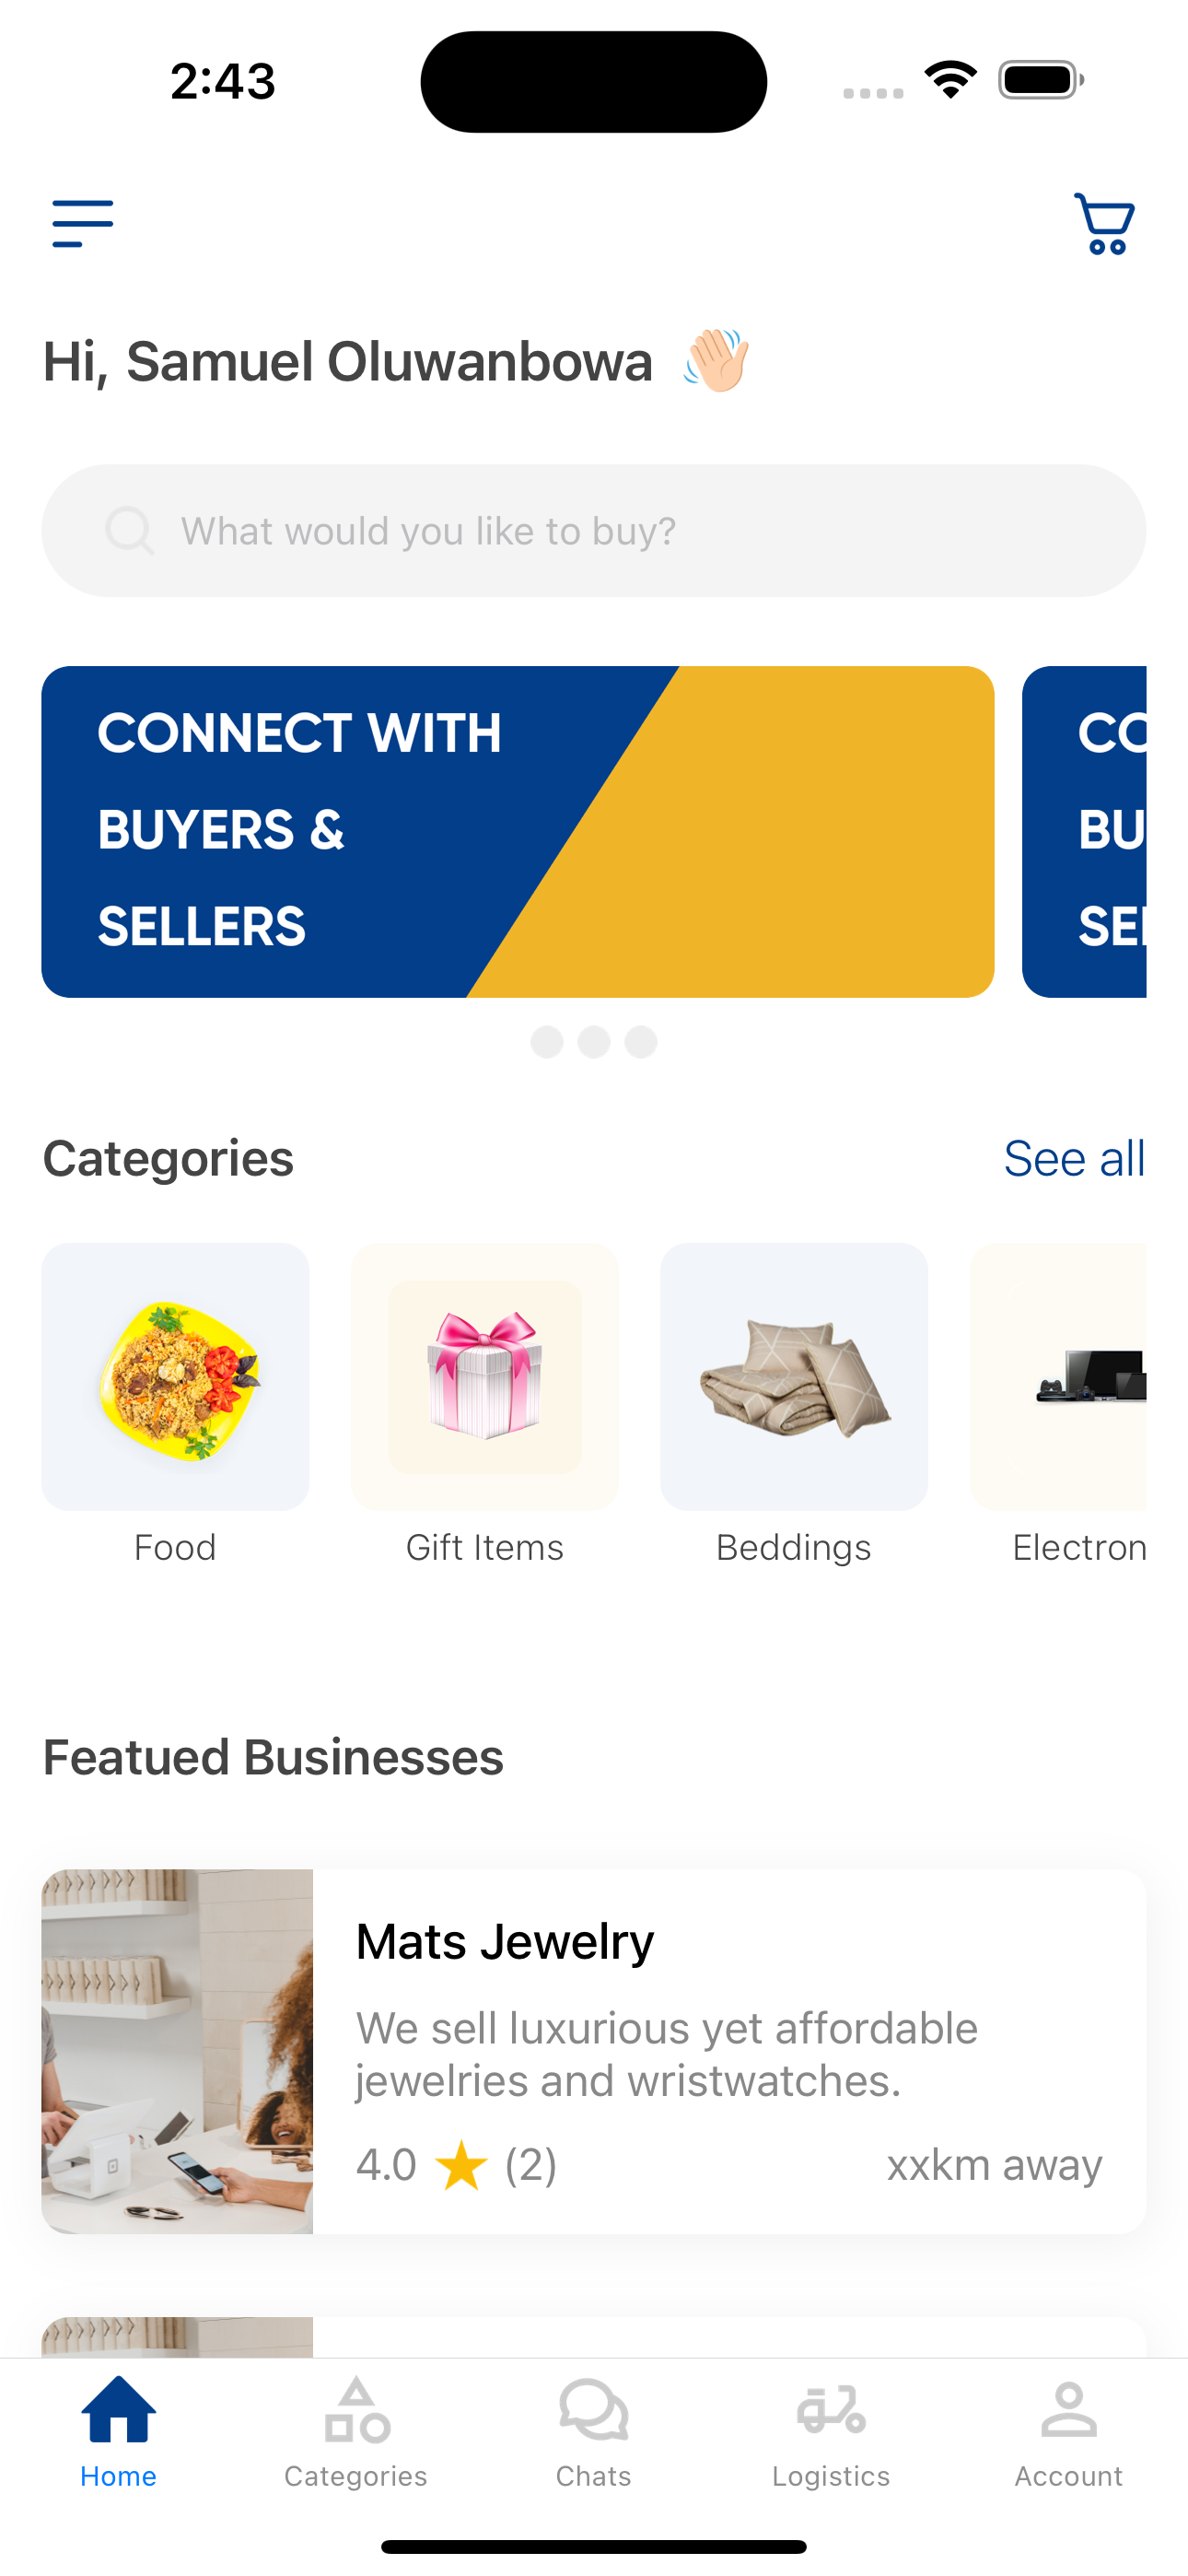 2:43
Hi, Samuel Oluwanbowa 👋🏻
What would you like to buy?
CONNECT WITH
BUYERS &
SELLERS
CO
BU
SEL
Categories
See all
Food
Gift Items
Beddings
Electron
Featued Businesses
Mats Jewelry
We sell luxurious yet affordable
jewelries and wristwatches.
4.0 ★ (2)
xxkm away
Home
Categories
Chats
Logistics
Account